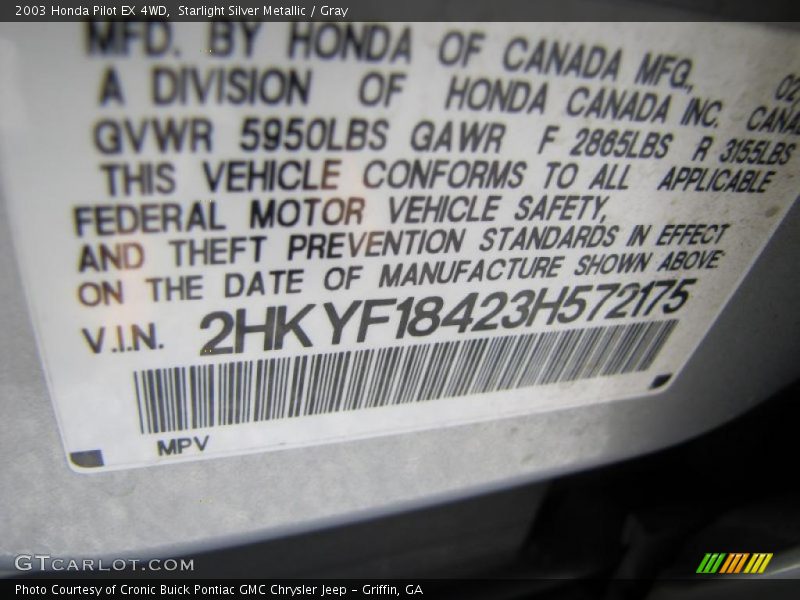 2003 Honda Pilot EX 4WD, Starlight Silver Metallic / Gray
MFD. BY HONDA OF CANADA MFG.,
A DIVISION OF HONDA CANADA INC.
GVWR 5950LBS GAWR F 2865LBS R 3155LBS
THIS VEHICLE CONFORMS TO ALL APPLICABLE
FEDERAL MOTOR VEHICLE SAFETY,
AND THEFT PREVENTION STANDARDS IN EFFECT
ON THE DATE OF MANUFACTURE SHOWN ABOVE
V.I.N. 2HKYF18423H572175
MPV
GTCARLOT.COM
Photo Courtesy of Cronic Buick Pontiac GMC Chrysler Jeep - Griffin, GA